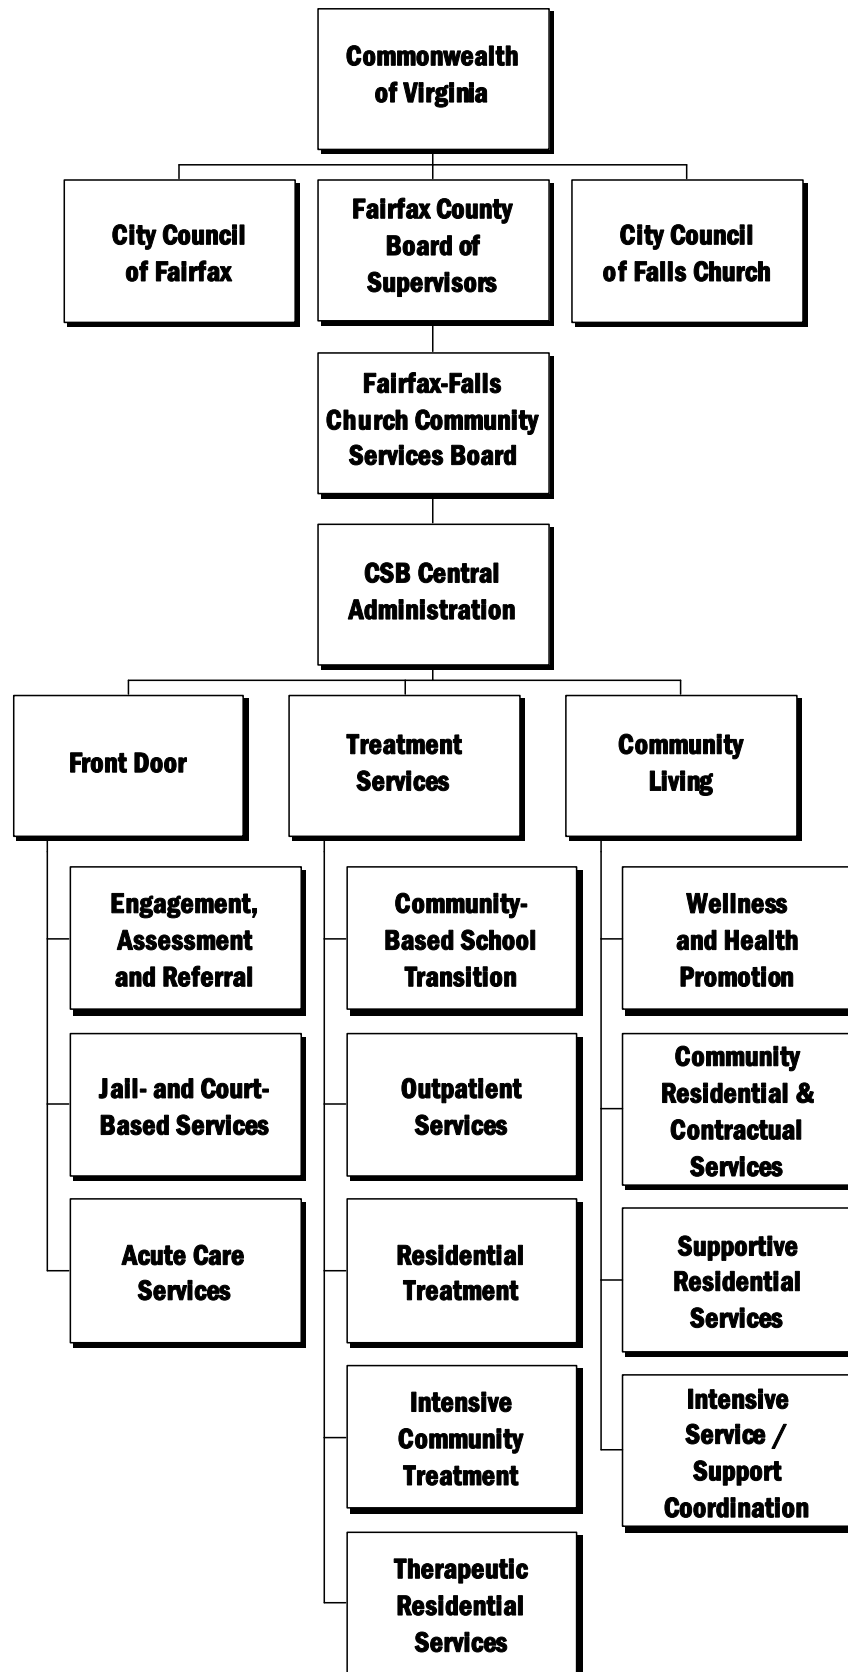 Commonwealth
of Virginia
City Council
of Fairfax
Fairfax County
Board of
Supervisors
City Council
of Falls Church
Fairfax-Falls
Church Community
Services Board
CSB Central
Administration
Front Door
Treatment
Services
Community
Living
Engagement,
Assessment
and Referral
Jail- and Court-
Based Services
Acute Care
Services
Community-
Based School
Transition
Outpatient
Services
Residential
Treatment
Intensive
Community
Treatment
Therapeutic
Residential
Services
Wellness
and Health
Promotion
Community
Residential &
Contractual
Services
Supportive
Residential
Services
Intensive
Service /
Support
Coordination